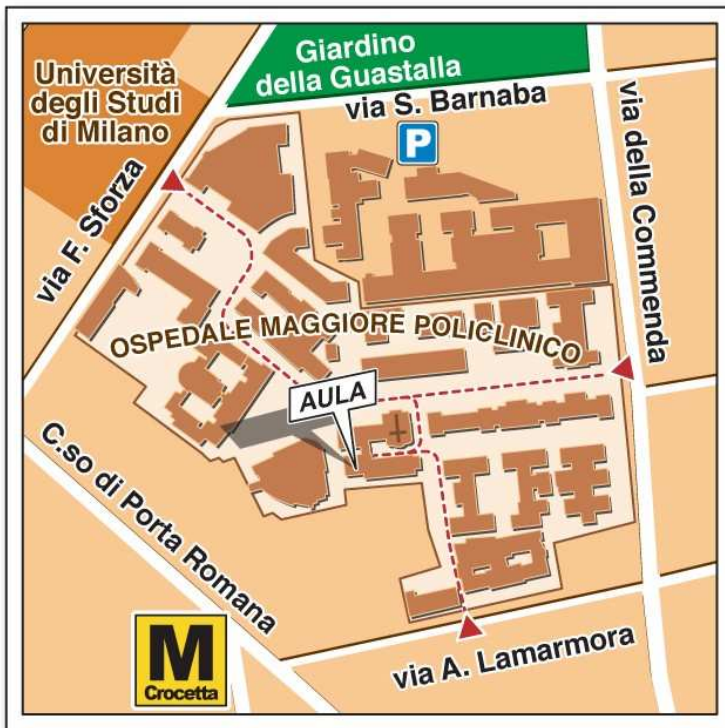 Università
degli Studi
di Milano
Giardino
della Guastalla
via S. Barnaba
P
via della Commenda
via F. Sforza
OSPEDALE MAGGIORE POLICLINICO
AULA
C.so di Porta Romana
M
Crocetta
via A. Lamarmora